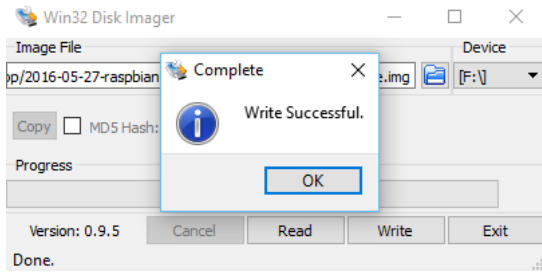 Win32 Disk Imager
Image File
Device
pp/2016-05-27-raspbian
e.img
[F:\]
Complete
Write Successful.
OK
Copy
MD5 Hash:
Progress
Version: 0.9.5
Cancel
Read
Write
Exit
Done.